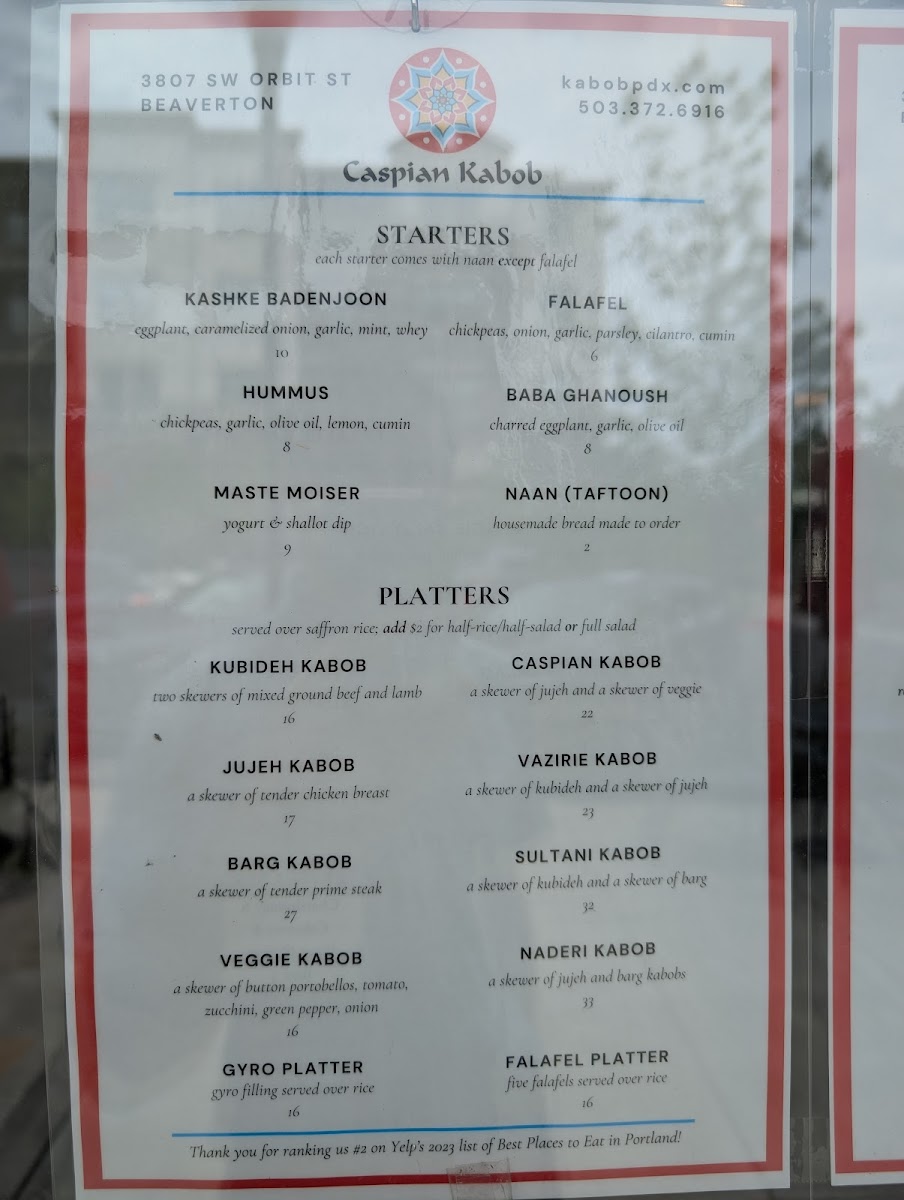 3807 SW ORBIT ST
BEAVERTON
kabobpdx.com
503.372.6916
Caspian Kabob
STARTERS
each starter comes with naan except falafel
KASHKE BADENJOON
eggplant, caramelized onion, garlic, mint, whey
10
FALAFEL
chickpeas, onion, garlic, parsley, cilantro, cumin
6
HUMMUS
chickpeas, garlic, olive oil, lemon, cumin
8
BABA GHANOUSH
charred eggplant, garlic, olive oil
8
MASTE MOISER
yogurt & shallot dip
9
NAAN (TAFTOON)
housemade bread made to order
2
PLATTERS
served over saffron rice; add $2 for half-rice/half-salad or full salad
KUBIDEH KABOB
two skewers of mixed ground beef and lamb
16
CASPIAN KABOB
a skewer of jujeh and a skewer of veggie
22
JUJEH KABOB
a skewer of tender chicken breast
17
VAZIRIE KABOB
a skewer of kubideh and a skewer of jujeh
23
BARG KABOB
a skewer of tender prime steak
27
SULTANI KABOB
a skewer of kubideh and a skewer of barg
32
VEGGIE KABOB
a skewer of button portobellos, tomato,
zucchini, green pepper, onion
16
NADERI KABOB
a skewer of jujeh and barg kabobs
33
GYRO PLATTER
gyro filling served over rice
16
FALAFEL PLATTER
five falafels served over rice
16
Thank you for ranking us #2 on Yelp's 2023 list of Best Places to Eat in Portland!